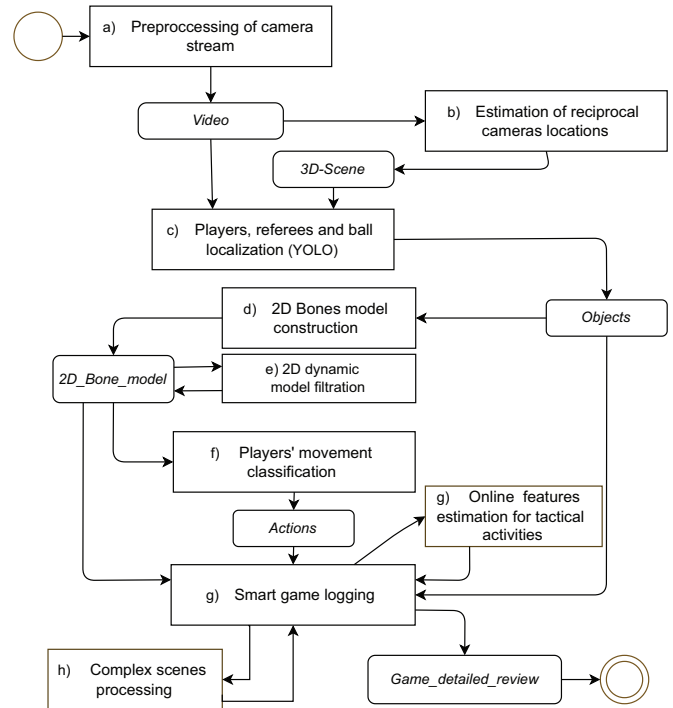 a) Preproccessing of camera
stream
Video
b) Estimation of reciprocal
cameras locations
3D-Scene
c) Players, referees and ball
localization (YOLO)
Objects
d) 2D Bones model
construction
2D_Bone_model
e) 2D dynamic
model filtration
f) Players' movement
classification
g) Online features
estimation for tactical
activities
Actions
g) Smart game logging
h) Complex scenes
processing
Game_detailed_review